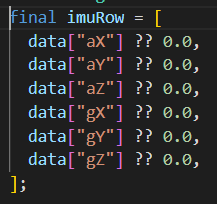 final imuRow = [
  data["aX"] ?? 0.0,
  data["aY"] ?? 0.0,
  data["aZ"] ?? 0.0,
  data["gX"] ?? 0.0,
  data["gY"] ?? 0.0,
  data["gZ"] ?? 0.0,
];